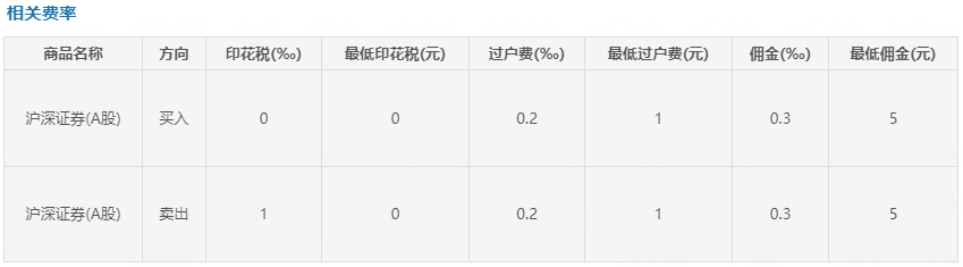 相关费率
商品名称 方向 印花税(‰) 最低印花税(元) 过户费(‰) 最低过户费(元) 佣金(‰) 最低佣金(元)
沪深证券(A股) 买入 0 0 0.2 1 0.3 5
沪深证券(A股) 卖出 1 0 0.2 1 0.3 5